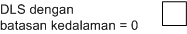 DLS dengan
batasan kedalaman = 0